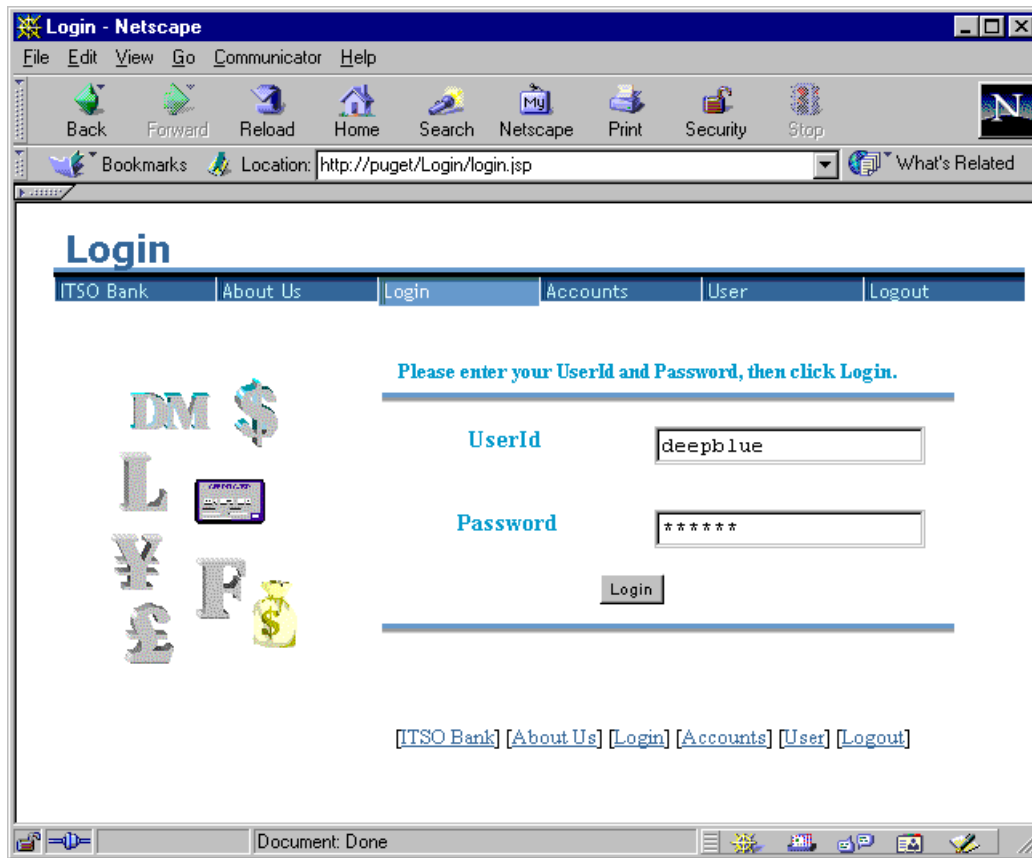 Login - Netscape
File Edit View Go Communicator Help
Back Forward Reload Home Search Netscape Print Security Stop
My
N
Bookmarks Location: http://puget/Login/login.jsp What's Related
Login
ITSO Bank About Us Login Accounts User Logout
Please enter your UserId and Password, then click Login.
DM $
UserId deepblue
L
Password ******
¥
F
$
£
Login
[ITSO Bank] [About Us] [Login] [Accounts] [User] [Logout]
Document: Done